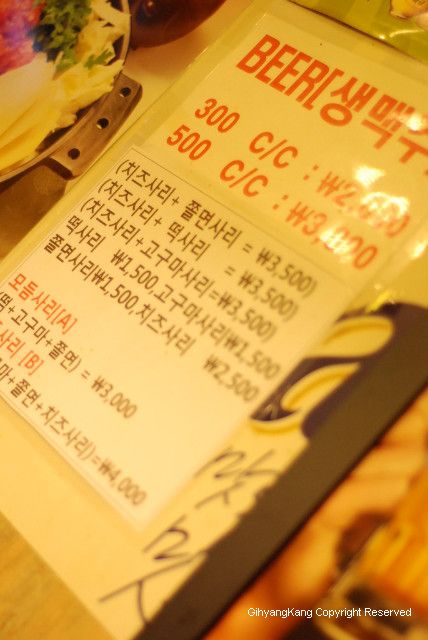 BEER[생맥주
300 C/C : ₩2,000
500 C/C : ₩3,000
(치즈사리+ 쫄면사리 = ₩3,500)
(치즈사리+ 떡사리 = ₩3,500)
(치즈사리+고구마사리=₩3,500)
떡사리 ₩1,500,고구마사리₩1,500
쫄면사리₩1,500,치즈사리 ₩2,500
모듬사리[A]
떡+고구마+쫄면) = ₩3,000
사리 [B]
마+쫄면+치즈사리)=₩4,000
GihyangKang Copyright Reserved